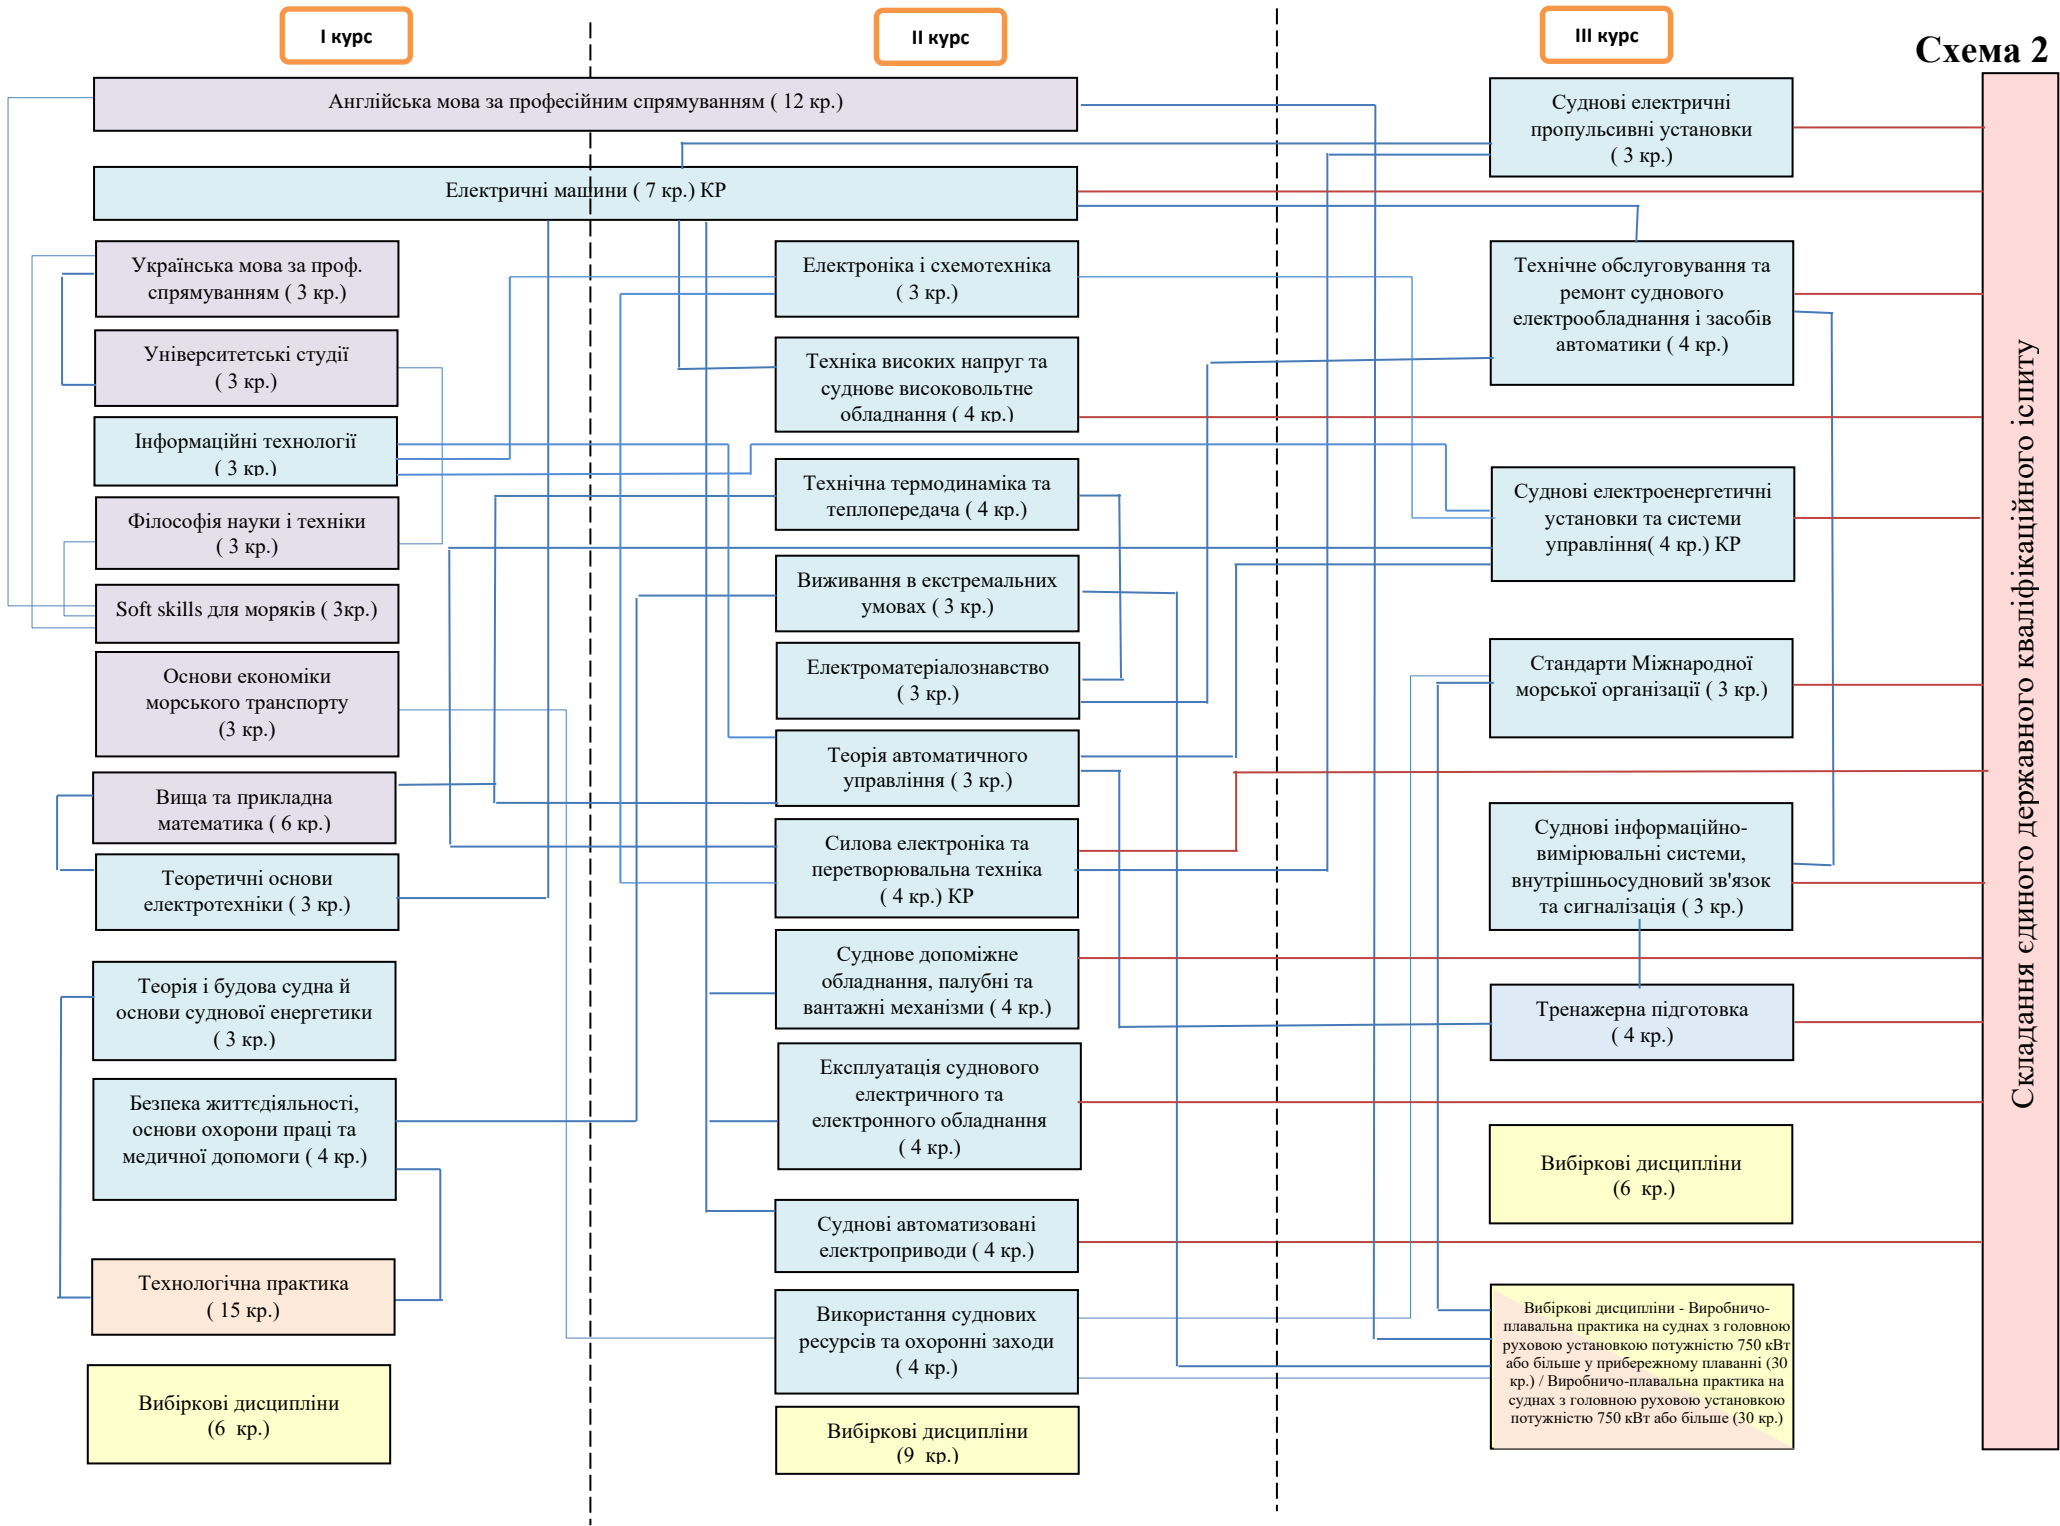 І курс
ІІ курс
ІІІ курс
Схема 2
Англійська мова за професійним спрямуванням ( 12 кр.)
Електричні машини ( 7 кр.) КР
Українська мова за проф.
спрямуванням ( 3 кр.)
Університетські студії
( 3 кр.)
Інформаційні технології
( 3 кр.)
Філософія науки і техніки
( 3 кр.)
Soft skills для моряків ( 3кр.)
Основи економіки
морського транспорту
(3 кр.)
Вища та прикладна
математика ( 6 кр.)
Теоретичні основи
електротехніки ( 3 кр.)
Теорія і будова судна й
основи суднової енергетики
( 3 кр.)
Безпека життєдіяльності,
основи охорони праці та
медичної допомоги ( 4 кр.)
Технологічна практика
( 15 кр.)
Вибіркові дисципліни
(6 кр.)
Електроніка і схемотехніка
( 3 кр.)
Техніка високих напруг та
суднове високовольтне
обладнання ( 4 кр.)
Технічна термодинаміка та
теплопередача ( 4 кр.)
Виживання в екстремальних
умовах ( 3 кр.)
Електроматеріалознавство
( 3 кр.)
Теорія автоматичного
управління ( 3 кр.)
Силова електроніка та
перетворювальна техніка
( 4 кр.) КР
Суднове допоміжне
обладнання, палубні та
вантажні механізми ( 4 кр.)
Експлуатація суднового
електричного та
електронного обладнання
( 4 кр.)
Суднові автоматизовані
електроприводи ( 4 кр.)
Використання суднових
ресурсів та охоронні заходи
( 4 кр.)
Вибіркові дисципліни
(9 кр.)
Суднові електричні
пропульсивні установки
( 3 кр.)
Технічне обслуговування та
ремонт суднового
електрообладнання і засобів
автоматики ( 4 кр.)
Суднові електроенергетичні
установки та системи
управління( 4 кр.) КР
Стандарти Міжнародної
морської організації ( 3 кр.)
Суднові інформаційно-
вимірювальні системи,
внутрішньосудновий зв'язок
та сигналізація ( 3 кр.)
Тренажерна підготовка
( 4 кр.)
Вибіркові дисципліни
(6 кр.)
Вибіркові дисципліни - Виробничо-
плавальна практика на суднах з головною
руховою установкою потужністю 750 кВт
або більше у прибережному плаванні (30
кр.) / Виробничо-плавальна практика на
суднах з головною руховою установкою
потужністю 750 кВт або більше (30 кр.)
Складання єдиного державного кваліфікаційного іспиту